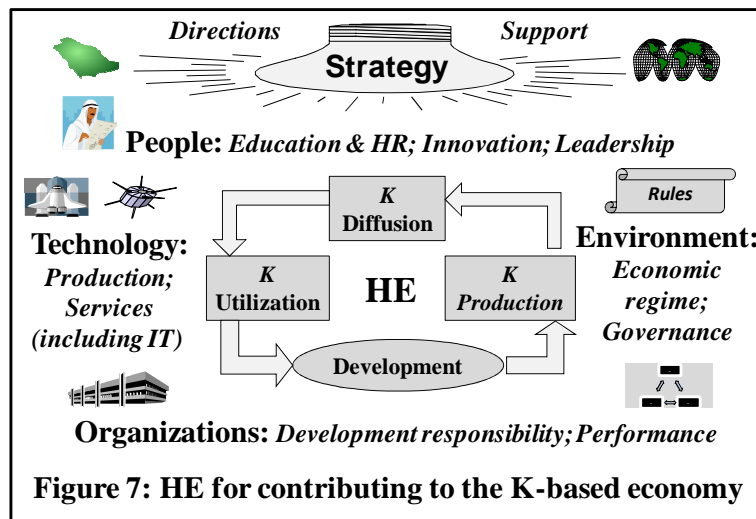 Directions
Support
Strategy
People: Education & HR; Innovation; Leadership
Rules
K
Diffusion
Technology:
Production;
Services
(including IT)
Environment:
Economic
regime;
Governance
K
Utilization
HE
K
Production
Development
Organizations: Development responsibility; Performance
Figure 7: HE for contributing to the K-based economy